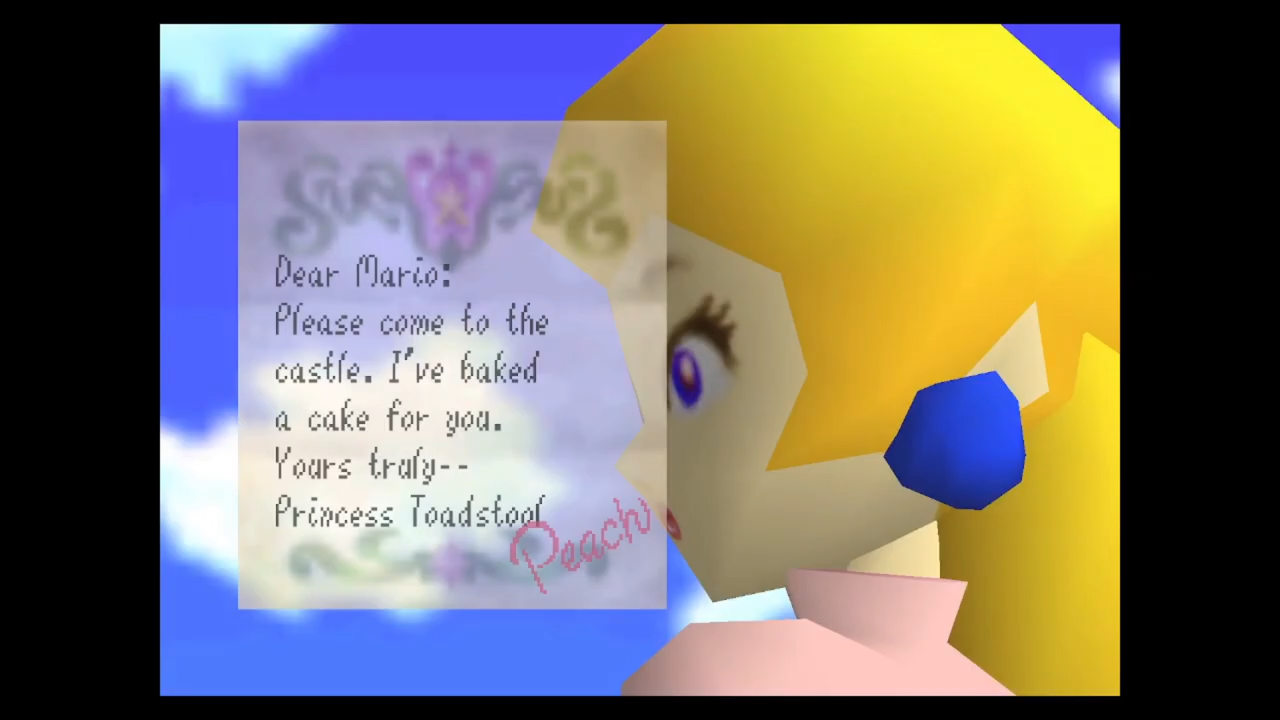 Dear Mario:
Please come to the
castle. I've baked
a cake for you.
Yours truly--
Princess Toadstool
Peach